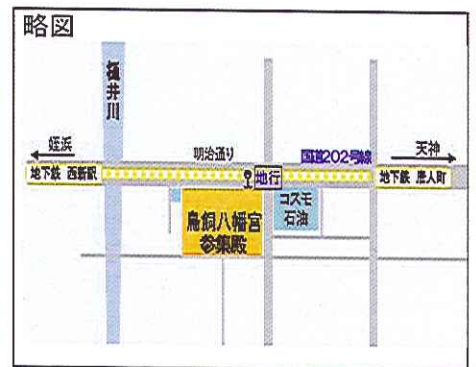 略図
樋井川
姪浜
明治通り
国道202号線
天神
地下鉄 西新駅
地行
地下鉄 唐人町
鳥飼八幡宮
参集殿
コスモ
石油